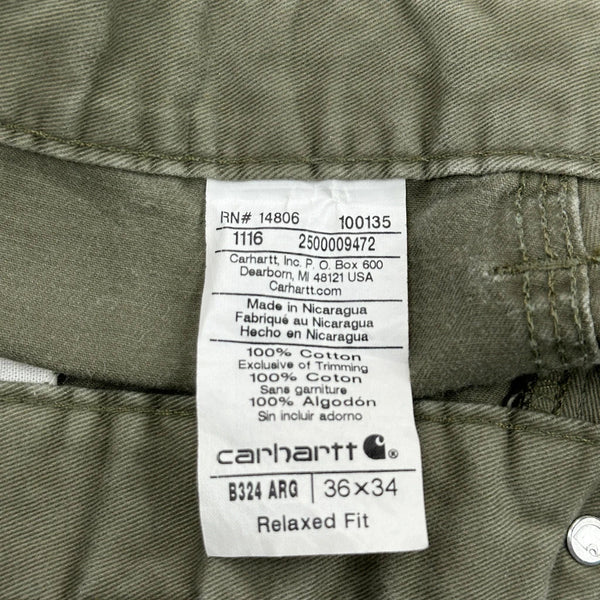 RN# 14806 100135
1116 2500009472
Carhartt, Inc. P. O. Box 600
Dearborn, MI 48121 USA
Carhartt.com
Made in Nicaragua
Fabriqué au Nicaragua
Hecho en Nicaragua
100% Cotton
Exclusive of Trimming
100% Coton
Sans garniture
100% Algodón
Sin incluir adorno
carhartt ®
B324 ARG 36×34
Relaxed Fit